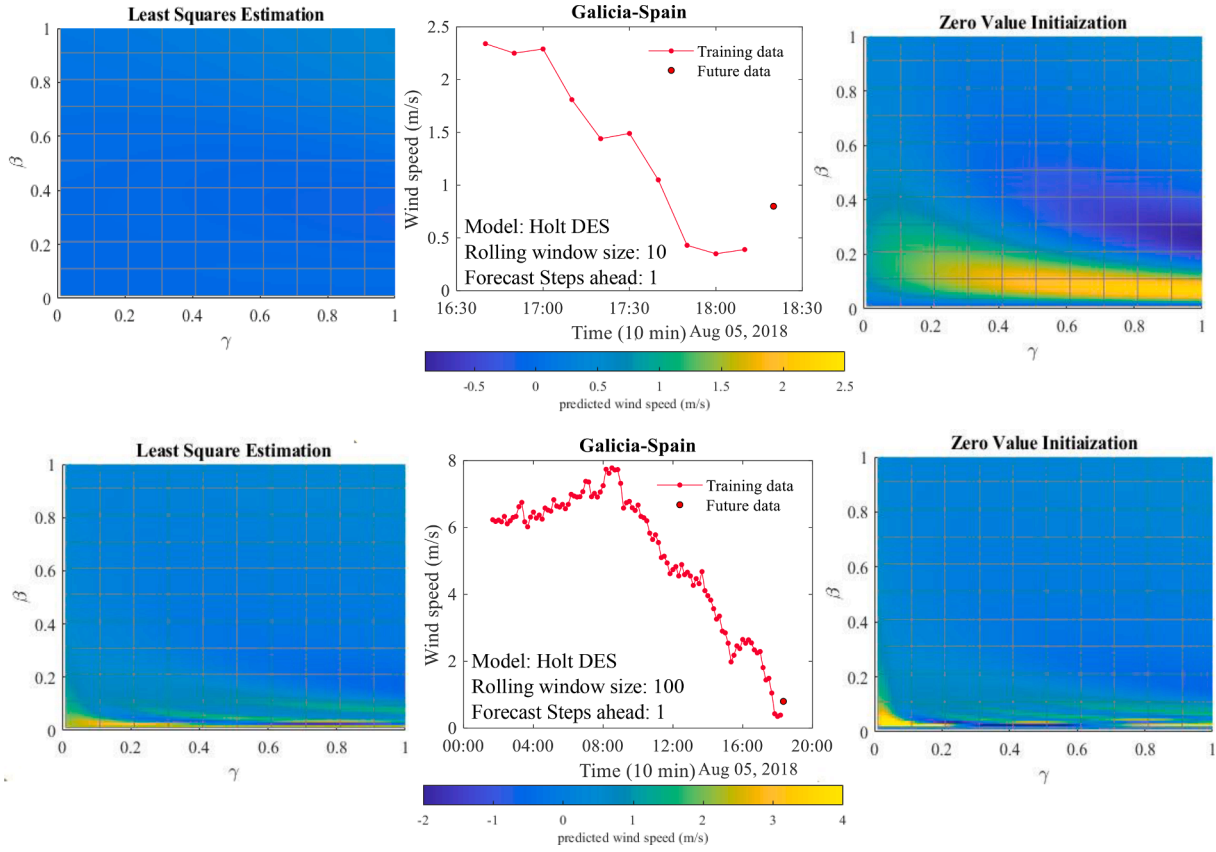 Least Squares Estimation
1
0.8
0.6
0.4
0.2
0
β
0
0.2
0.4
0.6
0.8
1
γ
Galicia-Spain
2.5
2
1.5
1
0.5
0
Wind speed (m/s)
Training data
Future data
Model: Holt DES
Rolling window size: 10
Forecast Steps ahead: 1
16:30
17:00
17:30
18:00
18:30
Time (10 min) Aug 05, 2018
Zero Value Initiaization
1
0.8
0.6
0.4
0.2
0
β
0
0.2
0.4
0.6
0.8
1
γ
-0.5
0
0.5
1
1.5
2
2.5
predicted wind speed (m/s)
Least Square Estimation
1
0.8
0.6
0.4
0.2
0
β
0
0.2
0.4
0.6
0.8
1
γ
Galicia-Spain
8
6
4
2
0
Wind speed (m/s)
Training data
Future data
Model: Holt DES
Rolling window size: 100
Forecast Steps ahead: 1
00:00
04:00
08:00
12:00
16:00
20:00
Time (10 min) Aug 05, 2018
Zero Value Initiaization
1
0.8
0.6
0.4
0.2
0
β
0
0.2
0.4
0.6
0.8
1
γ
-2
-1
0
1
2
3
4
predicted wind speed (m/s)